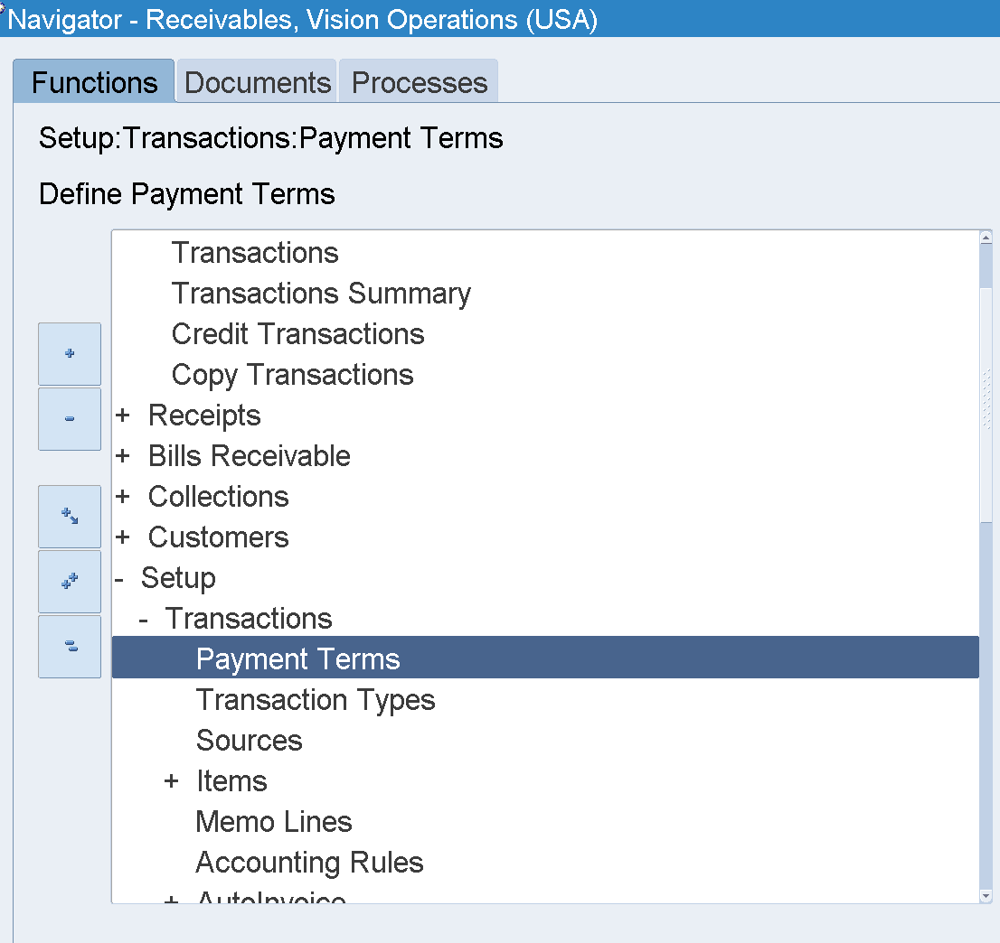 Navigator - Receivables, Vision Operations (USA)
Functions Documents Processes
Setup:Transactions:Payment Terms
Define Payment Terms
Transactions
Transactions Summary
Credit Transactions
Copy Transactions
+ Receipts
+ Bills Receivable
+ Collections
+ Customers
- Setup
- Transactions
Payment Terms
Transaction Types
Sources
+ Items
Memo Lines
Accounting Rules
+ AutoInvoice